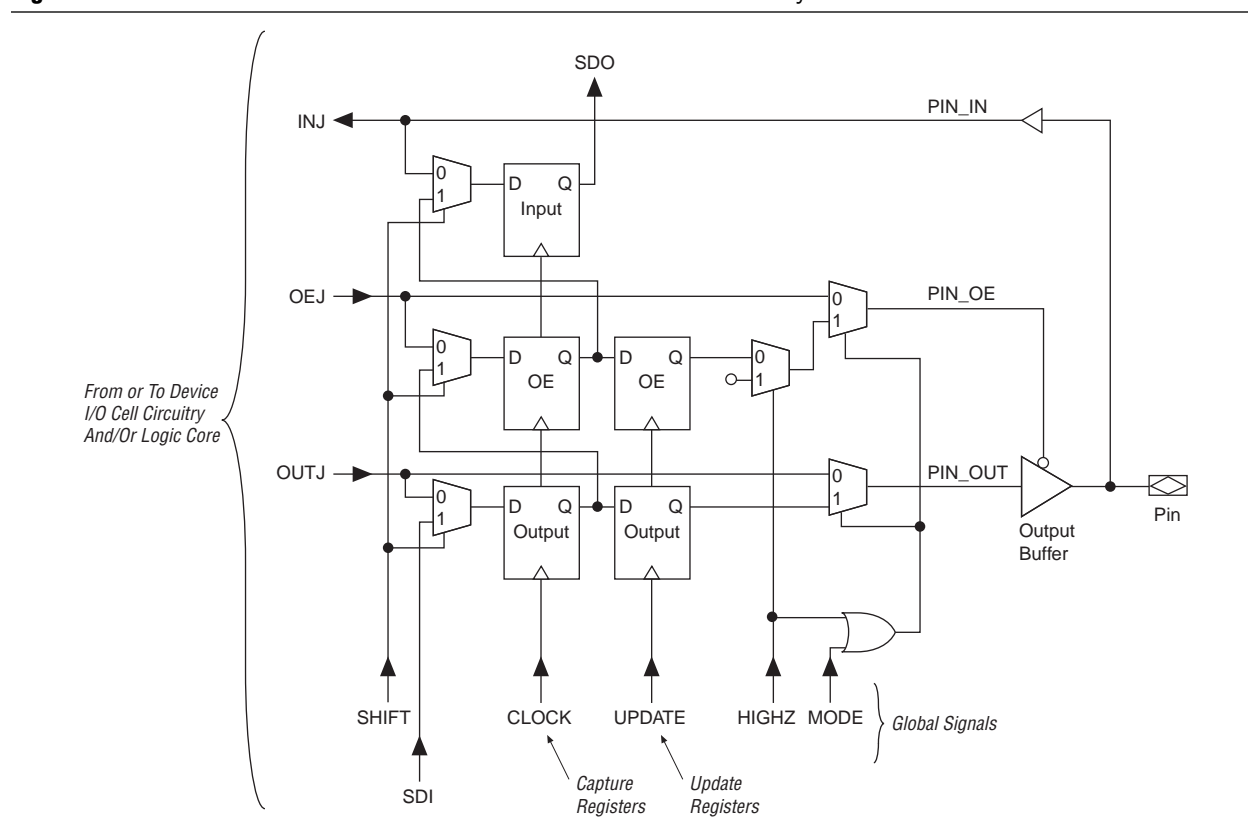 SDO
INJ
PIN_IN
0
1
D Q
Input
OEJ
0
1
PIN_OE
0
1
D Q
OE
D Q
OE
0
1
From or To Device
I/O Cell Circuitry
And/Or Logic Core
OUTJ
0
1
PIN_OUT
0
1
D Q
Output
D Q
Output
Output
Buffer
Pin
SHIFT
CLOCK
UPDATE
HIGHZ
MODE
Global Signals
SDI
Capture
Registers
Update
Registers